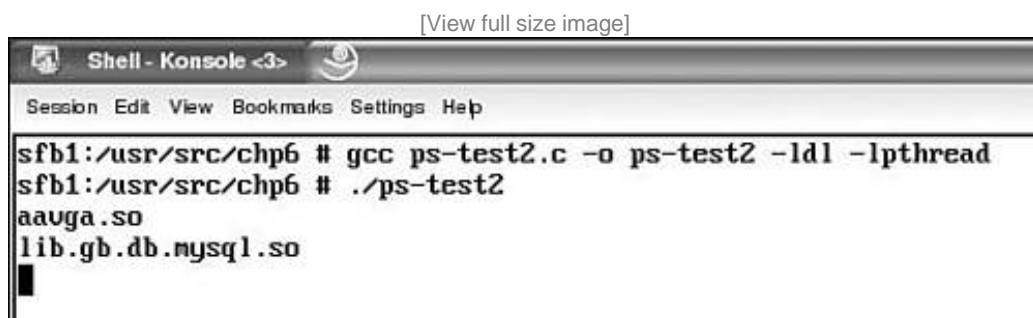 [View full size image]
Shell - Konsole <3>
Session Edit View Bookmarks Settings Help
sfb1:/usr/src/chp6 # gcc ps-test2.c -o ps-test2 -ldl -lpthread
sfb1:/usr/src/chp6 # ./ps-test2
aavga.so
lib.gb.db.mysql.so